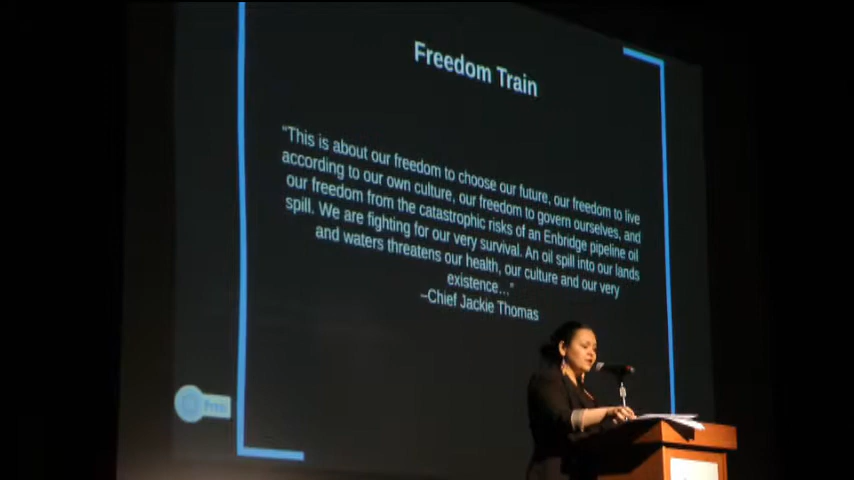 Freedom Train
“This is about our freedom to choose our future, our freedom to live
according to our own culture, our freedom to govern ourselves, and
our freedom from the catastrophic risks of an Enbridge pipeline oil
spill. We are fighting for our very survival. An oil spill into our lands
and waters threatens our health, our culture and our very
existence…”
–Chief Jackie Thomas